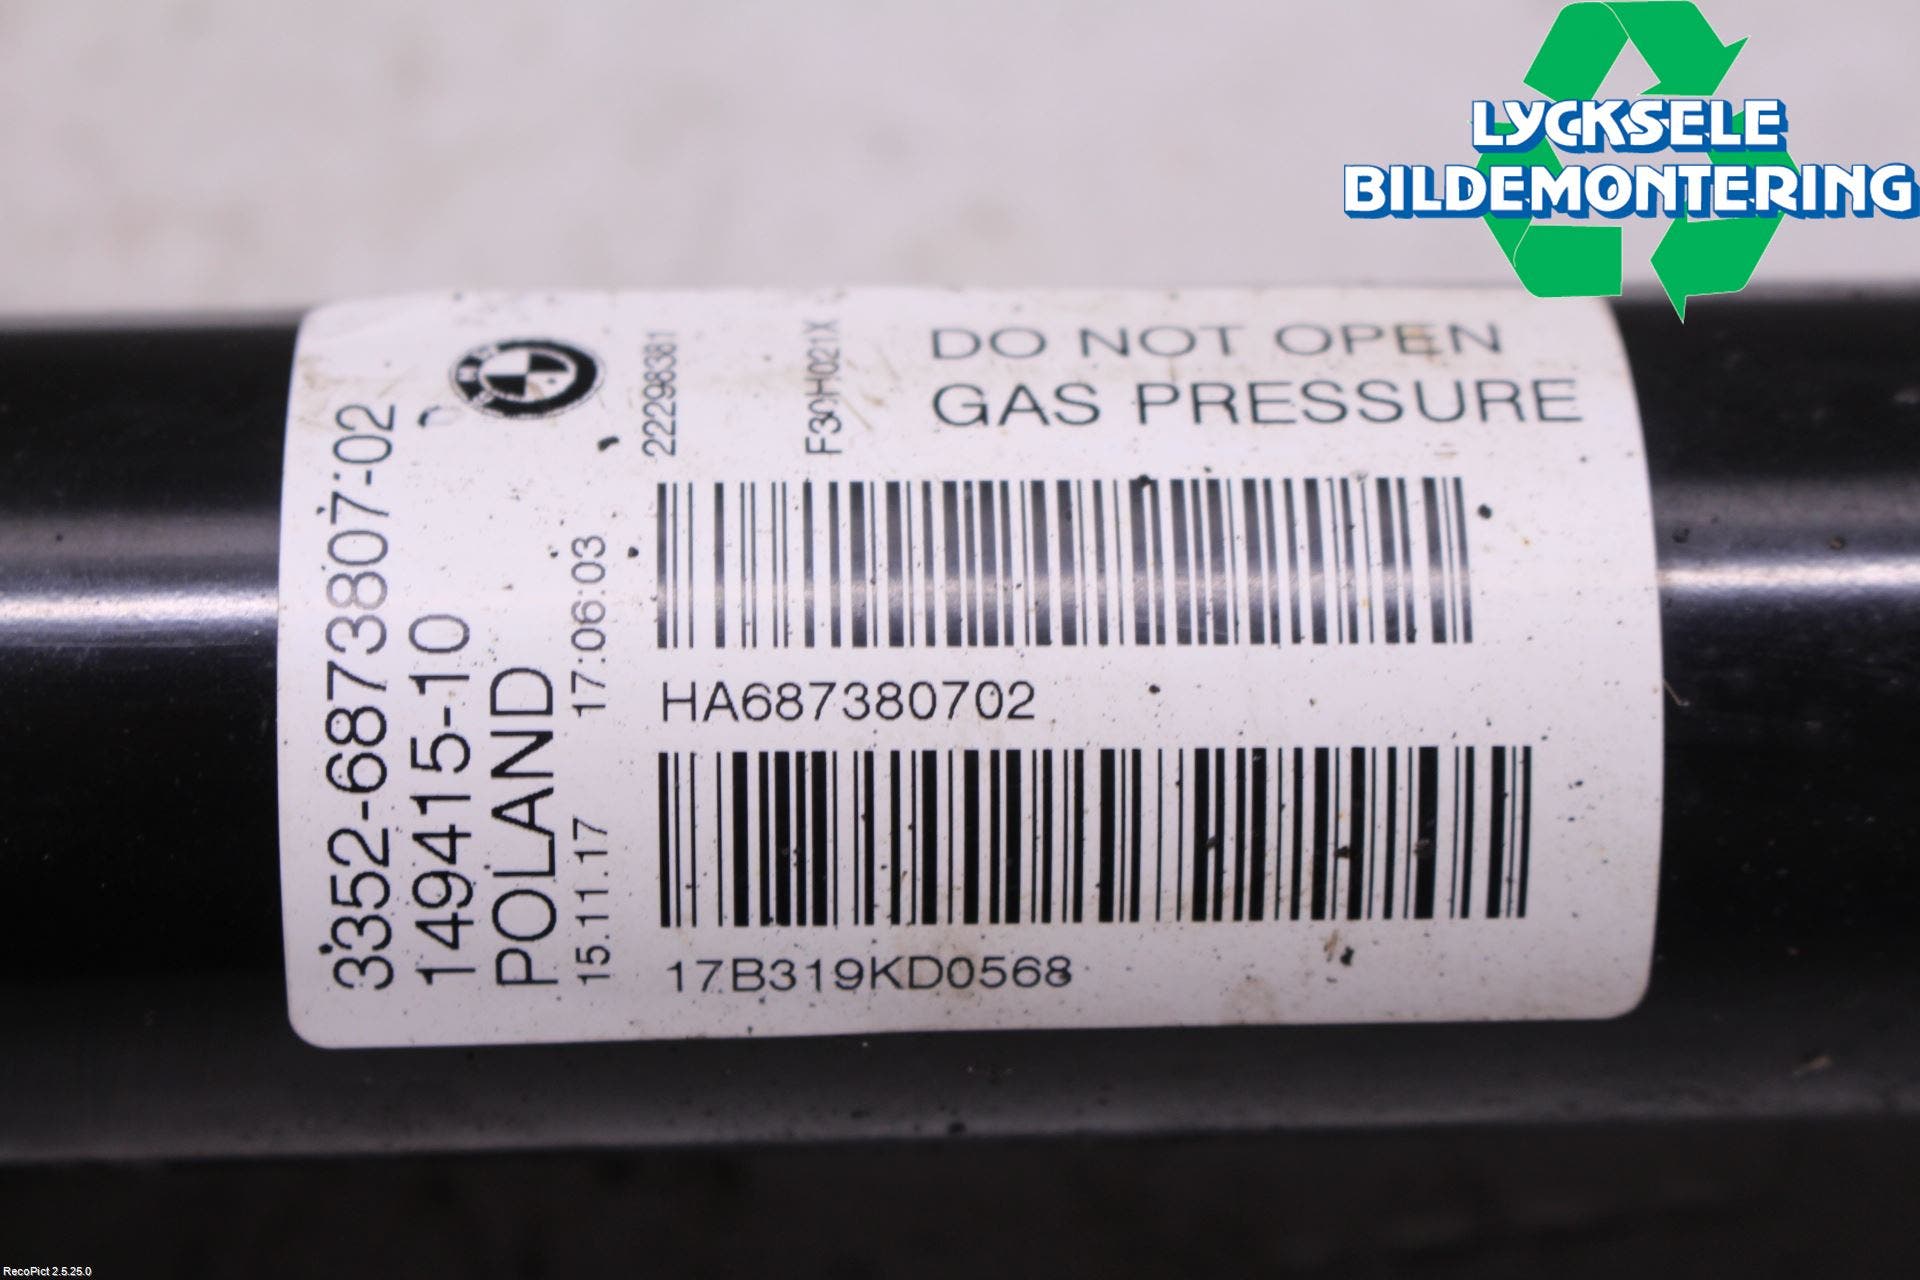 LYCKSELE
BILDEMONTERING
DO NOT OPEN
GAS PRESSURE
22298381
F30H021X
3352-6873807-02
149415-10
POLAND
15.11.17 17:06:03
HA687380702
17B319KD0568
RecoPict 2.5.25.0